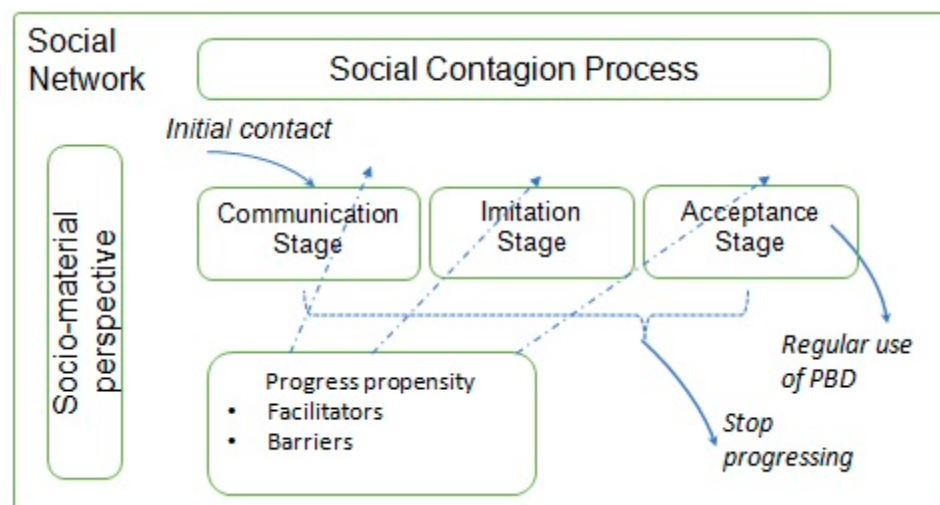 Social
Network
Social Contagion Process
Initial contact
Socio-material
perspective
Communication
Stage
Imitation
Stage
Acceptance
Stage
Regular use
of PBD
Progress propensity
• Facilitators
• Barriers
Stop
progressing